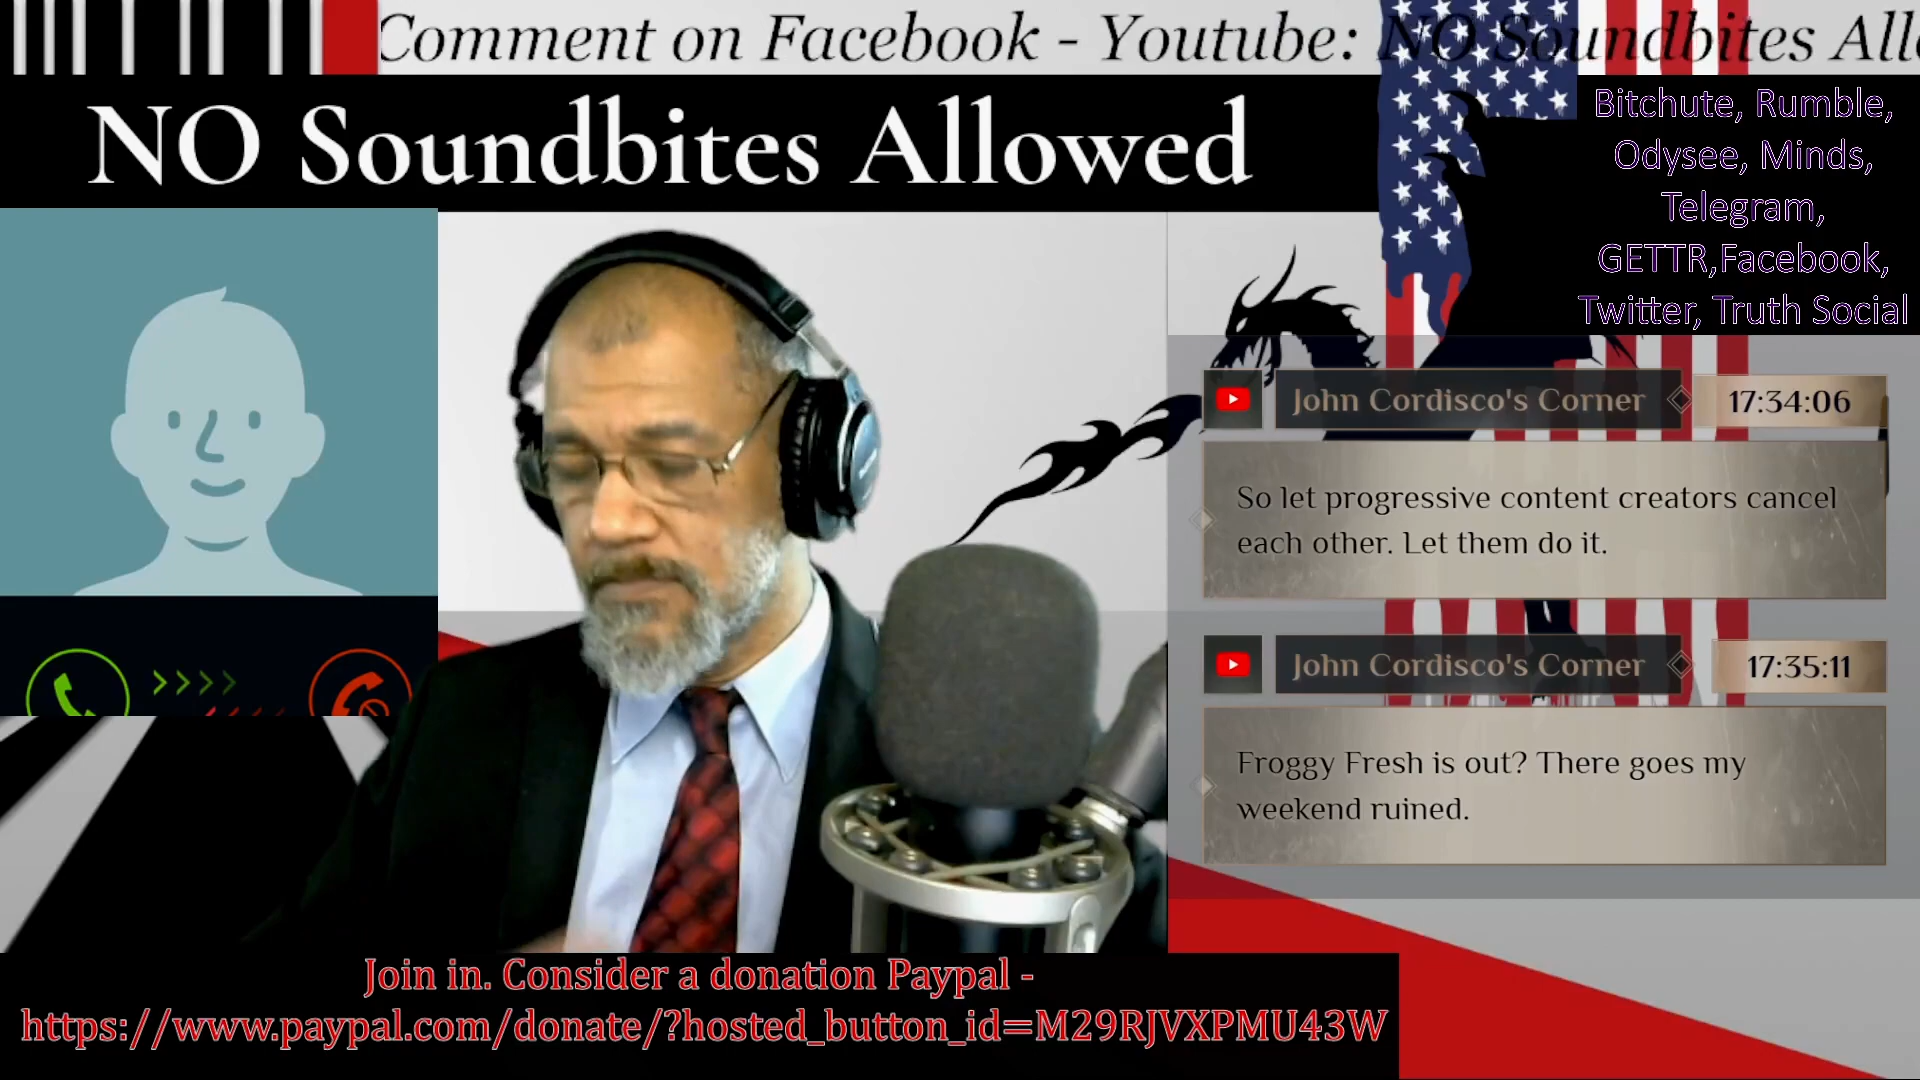 Comment on Facebook - Youtube: NO Soundbites All
NO Soundbites Allowed
Bitchute, Rumble,
Odysee, Minds,
Telegram,
GETTR,Facebook,
Twitter, Truth Social
John Cordisco's Corner 17:34:06
So let progressive content creators cancel
each other. Let them do it.
John Cordisco's Corner 17:35:11
Froggy Fresh is out? There goes my
weekend ruined.
Join in. Consider a donation Paypal -
https://www.paypal.com/donate/?hosted_button_id=M29RJVXPMU43W